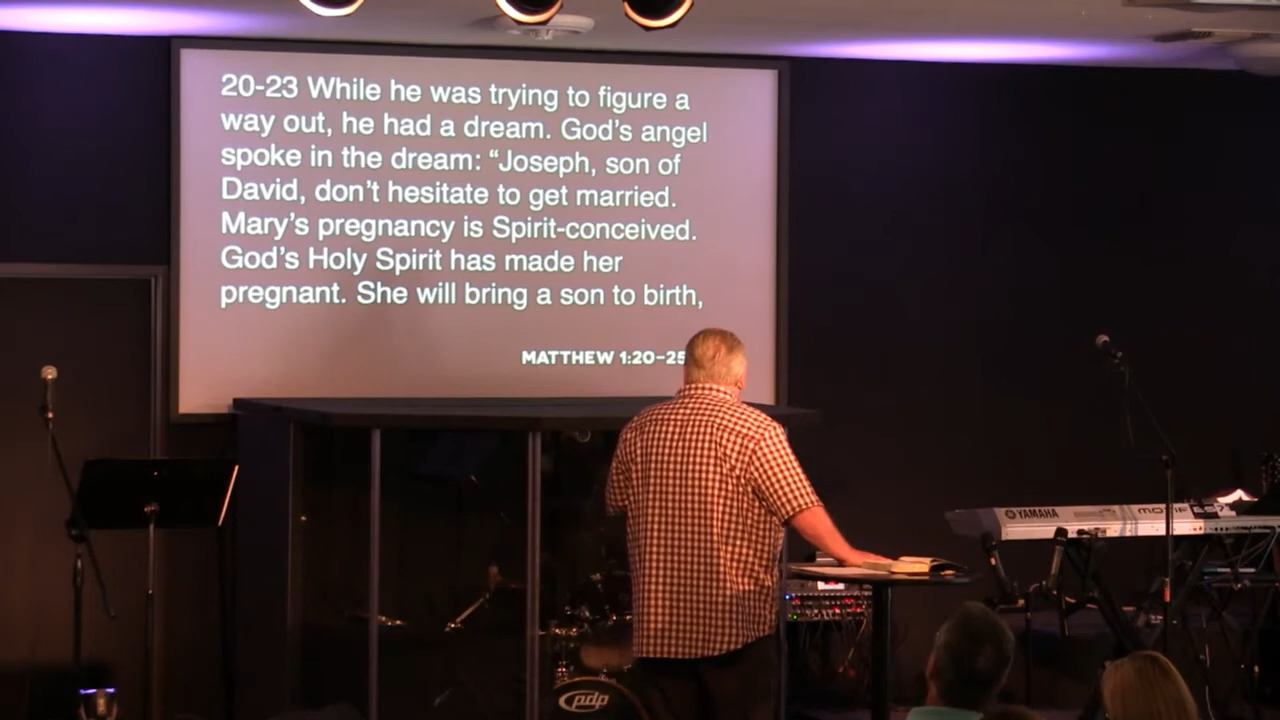 20-23 While he was trying to figure a
way out, he had a dream. God's angel
spoke in the dream: “Joseph, son of
David, don't hesitate to get married.
Mary's pregnancy is Spirit-conceived.
God's Holy Spirit has made her
pregnant. She will bring a son to birth,
MATTHEW 1:20-25
YAMAHA
MOTIF ES7
pdp